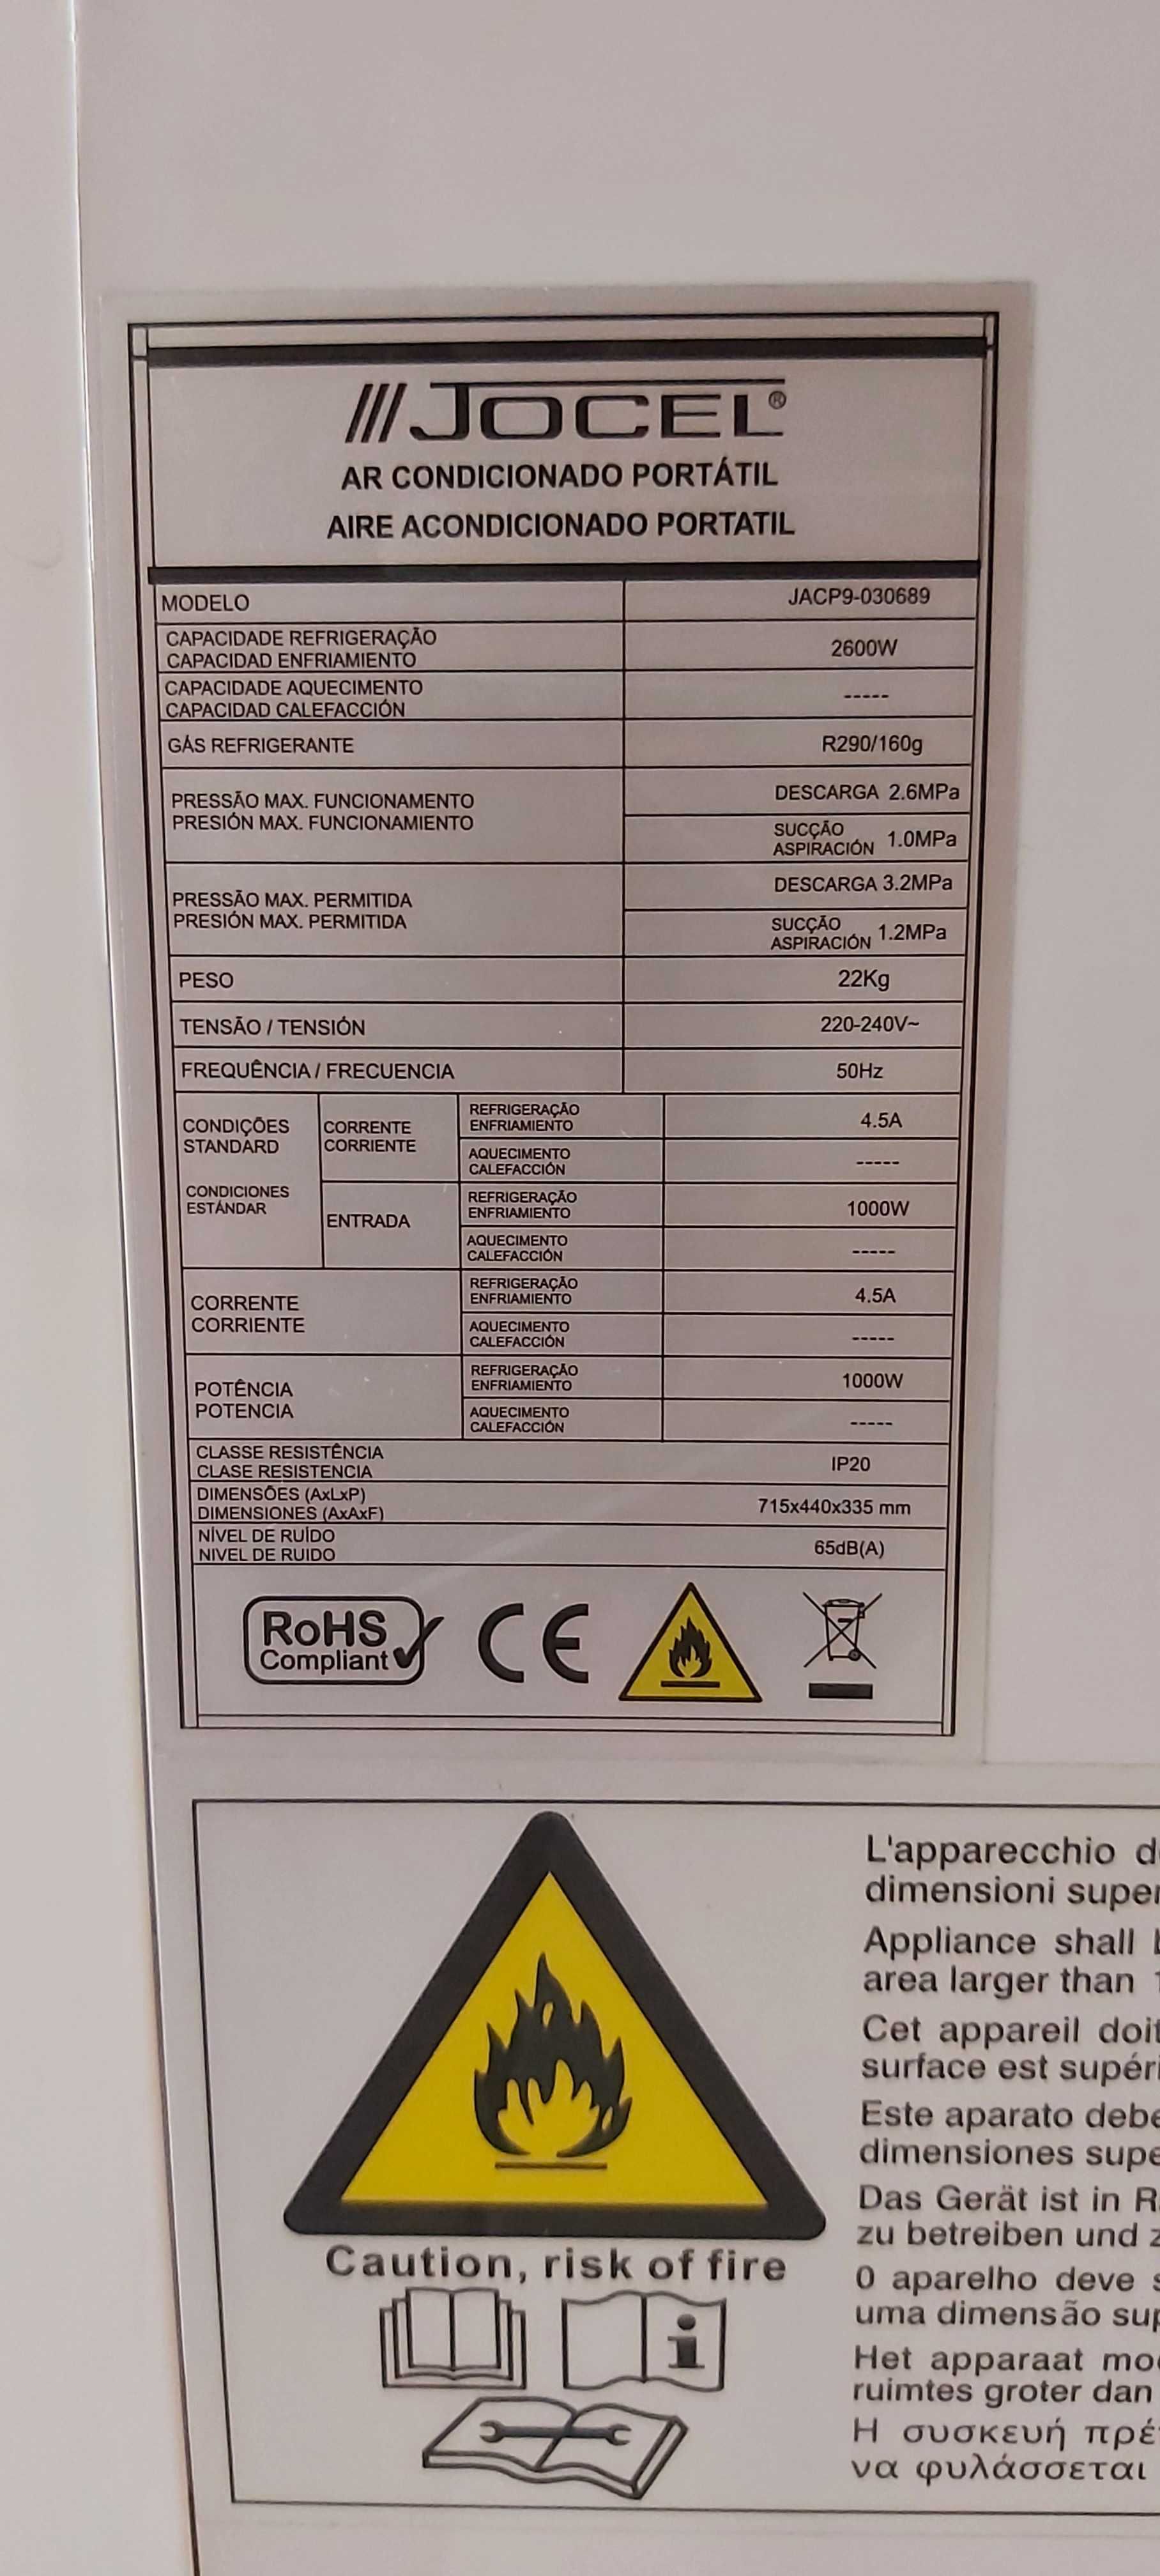 JOCEL®
AR CONDICIONADO PORTÁTIL
AIRE ACONDICIONADO PORTATIL
MODELO JACP9-030689
CAPACIDADE REFRIGERAÇÃO
CAPACIDAD ENFRIAMIENTO
2600W
CAPACIDADE AQUECIMENTO
CAPACIDAD CALEFACCIÓN
-----
GÁS REFRIGERANTE R290/160g
PRESSÃO MAX. FUNCIONAMENTO
PRESIÓN MAX. FUNCIONAMIENTO
DESCARGA 2.6MPa
SUCÇÃO
ASPIRACIÓN 1.0MPa
PRESSÃO MAX. PERMITIDA
PRESIÓN MAX. PERMITIDA
DESCARGA 3.2MPa
SUCÇÃO
ASPIRACIÓN 1.2MPa
PESO 22Kg
TENSÃO / TENSIÓN 220-240V~
FREQUÊNCIA / FRECUENCIA 50Hz
CONDIÇÕES
STANDARD
CONDICIONES
ESTÁNDAR
CORRENTE
CORRIENTE
REFRIGERAÇÃO
ENFRIAMIENTO
4.5A
AQUECIMENTO
CALEFACCIÓN
-----
ENTRADA
REFRIGERAÇÃO
ENFRIAMIENTO
1000W
AQUECIMENTO
CALEFACCIÓN
-----
CORRENTE
CORRIENTE
REFRIGERAÇÃO
ENFRIAMIENTO
4.5A
AQUECIMENTO
CALEFACCIÓN
-----
POTÊNCIA
POTENCIA
REFRIGERAÇÃO
ENFRIAMIENTO
1000W
AQUECIMENTO
CALEFACCIÓN
-----
CLASSE RESISTÊNCIA
CLASE RESISTENCIA
IP20
DIMENSÕES (AxLxP)
DIMENSIONES (AxAxF)
715x440x335 mm
NÍVEL DE RUÍDO
NIVEL DE RUIDO
65dB(A)
RoHS
Compliant
CE
Caution, risk of fire
L'apparecchio
dimensioni
Appliance shall
area larger than
Cet appareil doit
surface est
Este aparato
dimensiones
Das Gerät ist in
zu betreiben und
0 aparelho deve
uma dimensão
Het apparaat
ruimtes groter dan
Η συσκευή
να φυλάσσεται